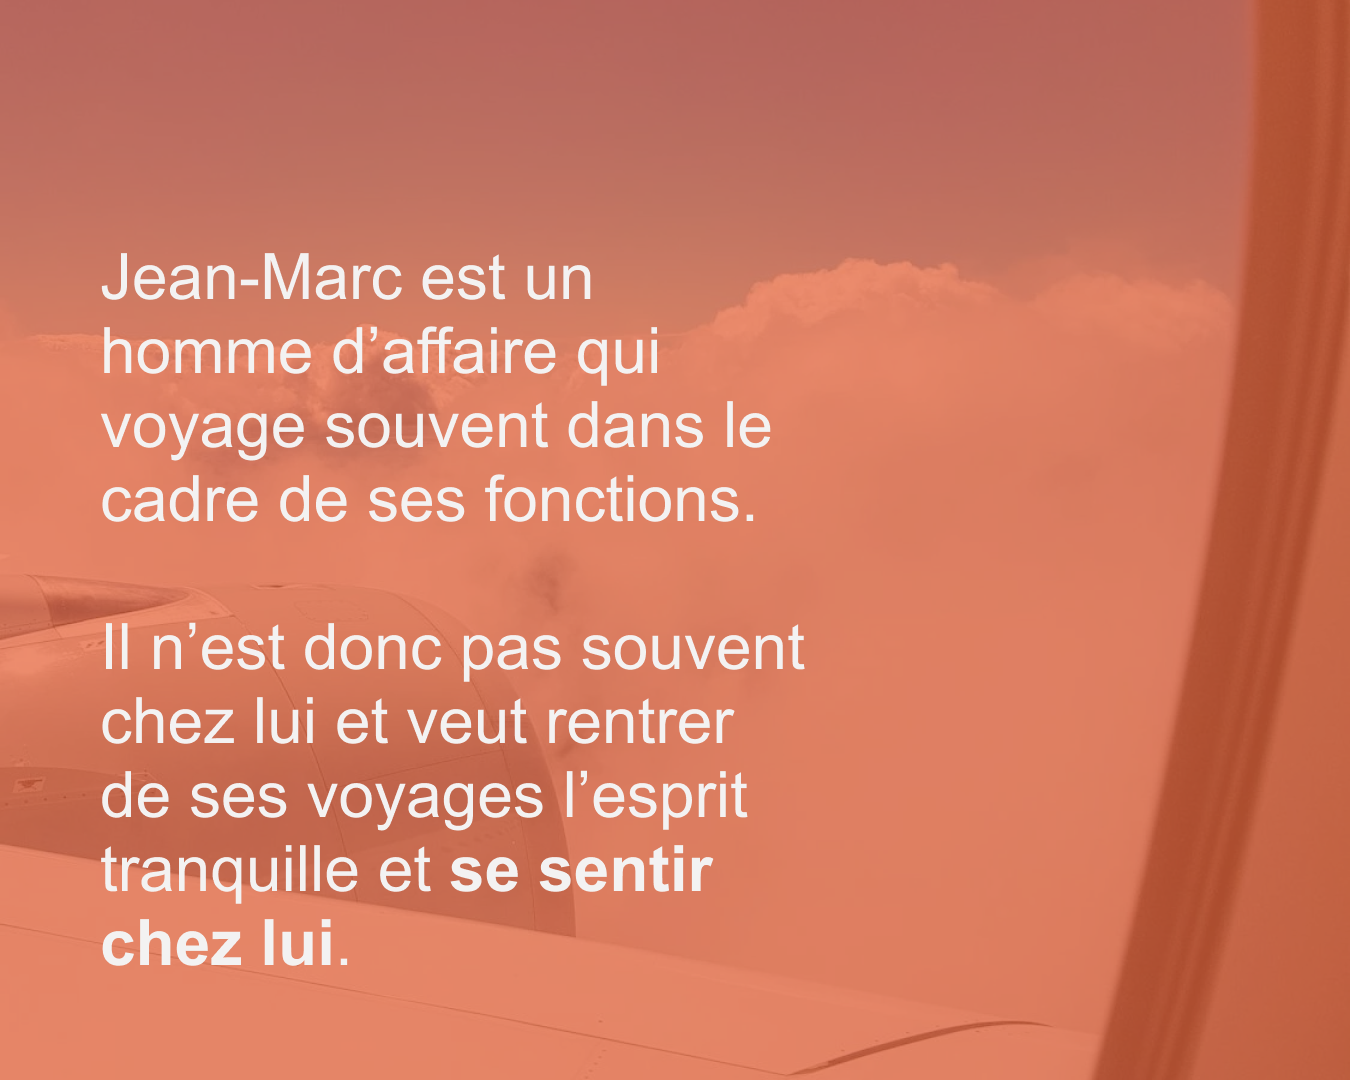 Jean-Marc est un
homme d’affaire qui
voyage souvent dans le
cadre de ses fonctions.
Il n’est donc pas souvent
chez lui et veut rentrer
de ses voyages l’esprit
tranquille et se sentir
chez lui.